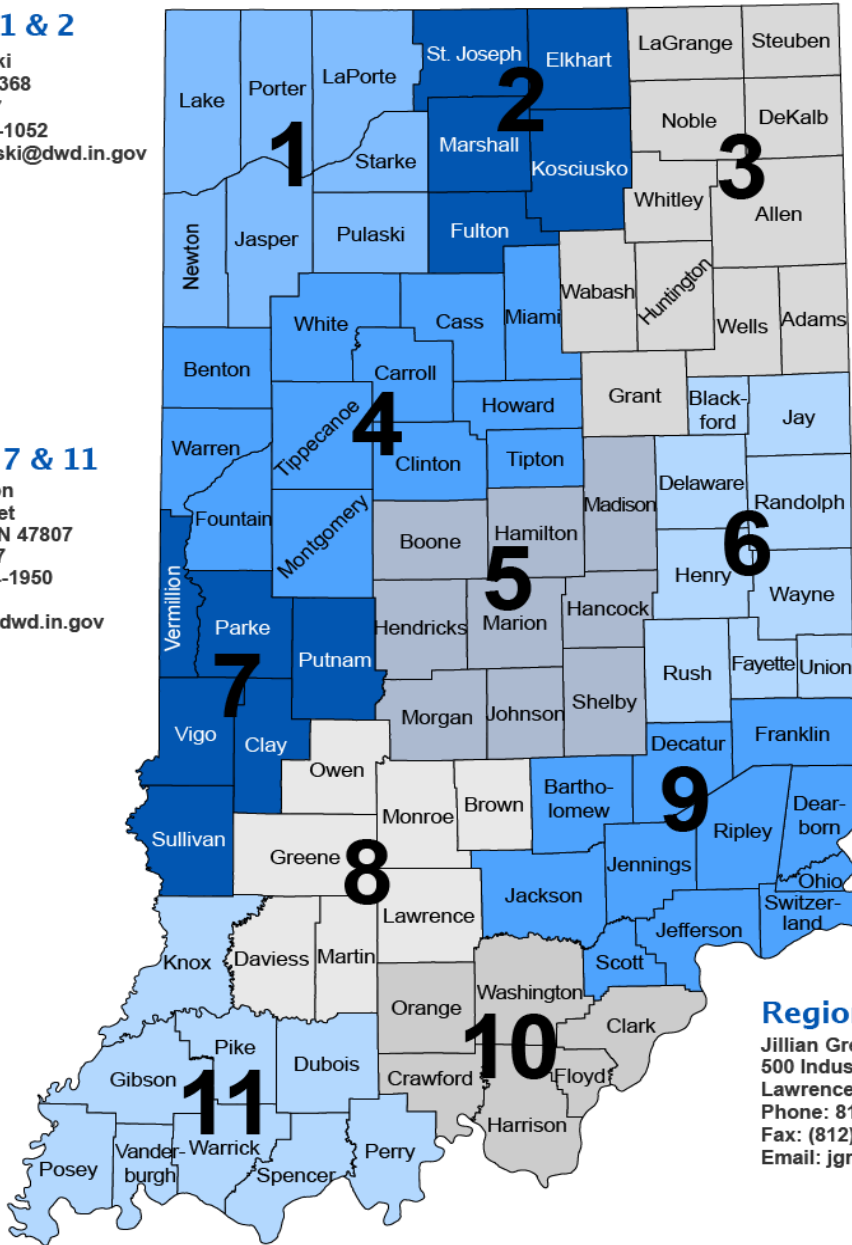 1 & 2
368
-1052
ski@dwd.in.gov
7 & 11
N 47807
7
-1950
dwd.in.gov
St. Joseph
Elkhart
LaGrange
Steuben
Lake
Porter
LaPorte
2
Noble
DeKalb
1
Starke
Marshall
Kosciusko
3
Whitley
Allen
Newton
Jasper
Pulaski
Fulton
Wabash
Huntington
White
Cass
Miami
Wells
Adams
Benton
Carroll
Howard
Grant
Black-
ford
Jay
4
Tippecanoe
Warren
Clinton
Tipton
Delaware
Randolph
Madison
Fountain
Montgomery
Boone
Hamilton
5
6
Henry
Wayne
Vermillion
Parke
Putnam
Hendricks
Marion
Hancock
7
Rush
Fayette
Union
Morgan
Johnson
Shelby
Vigo
Clay
Decatur
Franklin
Owen
Monroe
Brown
Bartho-
lomew
9
Ripley
Dear-
born
Sullivan
Greene
8
Jennings
Ohio
Jackson
Lawrence
Switzer-
land
Jefferson
Knox
Daviess
Martin
Scott
Orange
Washington
Clark
10
Pike
Dubois
Gibson
Crawford
Floyd
11
Harrison
Posey
Vander-
burgh
Warrick
Spencer
Perry
Region
Jillian Gr
500 Indus
Lawrence
Phone: 81
Fax: (812)
Email: jgr